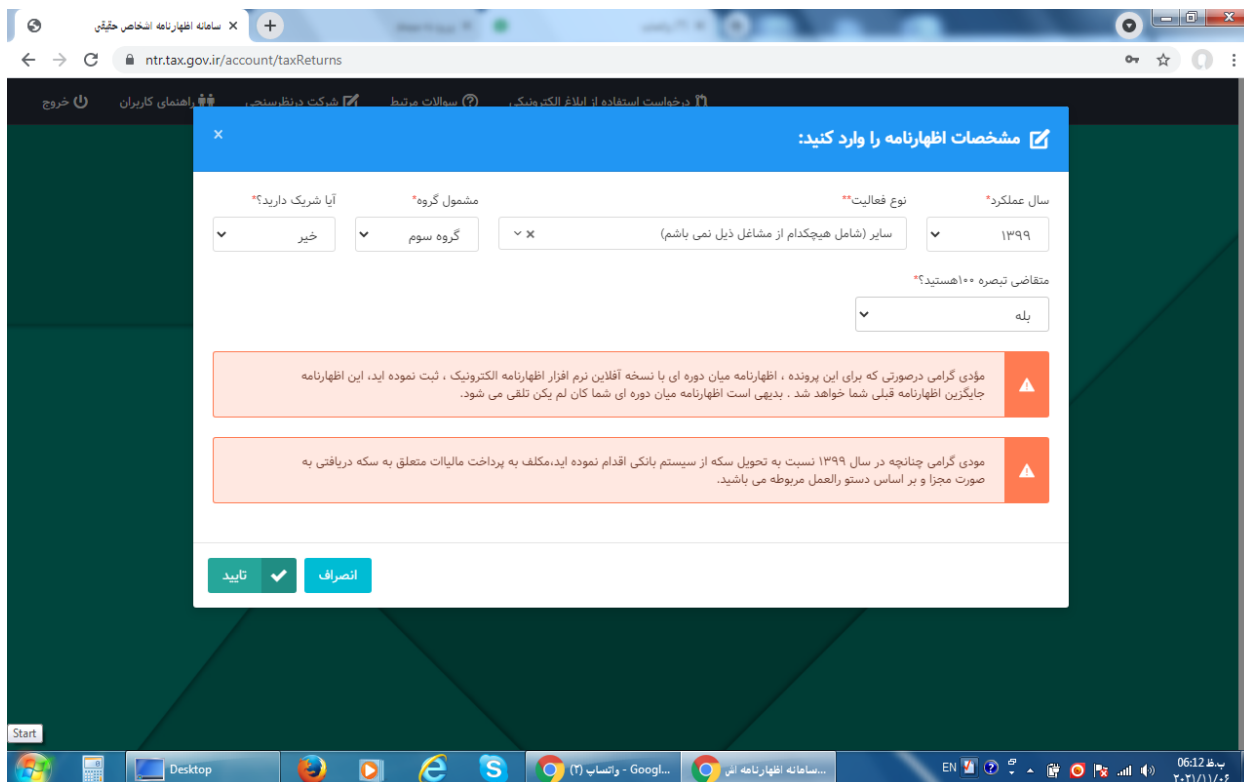 سامانه اظهارنامه اشخاص حقیقی
ntr.tax.gov.ir/account/taxReturns
درخواست استفاده از ابلاغ الکترونیکی
سوالات مرتبط
شرکت درنظرسنجی
راهنمای کاربران
خروج
مشخصات اظهارنامه را وارد کنید:
سال عملکرد*
نوع فعالیت**
مشمول گروه*
آیا شریک دارید؟*
۱۳۹۹
سایر (شامل هیچکدام از مشاغل ذیل نمی باشم)
گروه سوم
خیر
متقاضی تبصره ۱۰۰هستید؟*
بله
مؤدی گرامی درصورتی که برای این پرونده ، اظهارنامه میان دوره ای با نسخه آفلاین نرم افزار اظهارنامه الکترونیک ، ثبت نموده اید، این اظهارنامه
جایگزین اظهارنامه قبلی شما خواهد شد . بدیهی است اظهارنامه میان دوره ای شما کان لم یکن تلقی می شود.
مودی گرامی چنانچه در سال ۱۳۹۹ نسبت به تحویل سکه از سیستم بانکی اقدام نموده اید،مکلف به پرداخت مالیاات متعلق به سکه دریافتی به
صورت مجزا و بر اساس دستو رالعمل مربوطه می باشید.
انصراف
تایید
Start
Desktop
(۲) واتساپ - Googl...
سامانه اظهارنامه اش...
EN
06:12 ب.ظ
۲۰۲۱/۱۱/۰۶